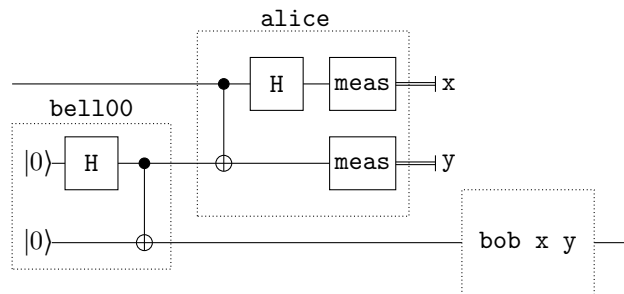 alice
H meas x
bell00
|0⟩ H meas y
|0⟩ bob x y